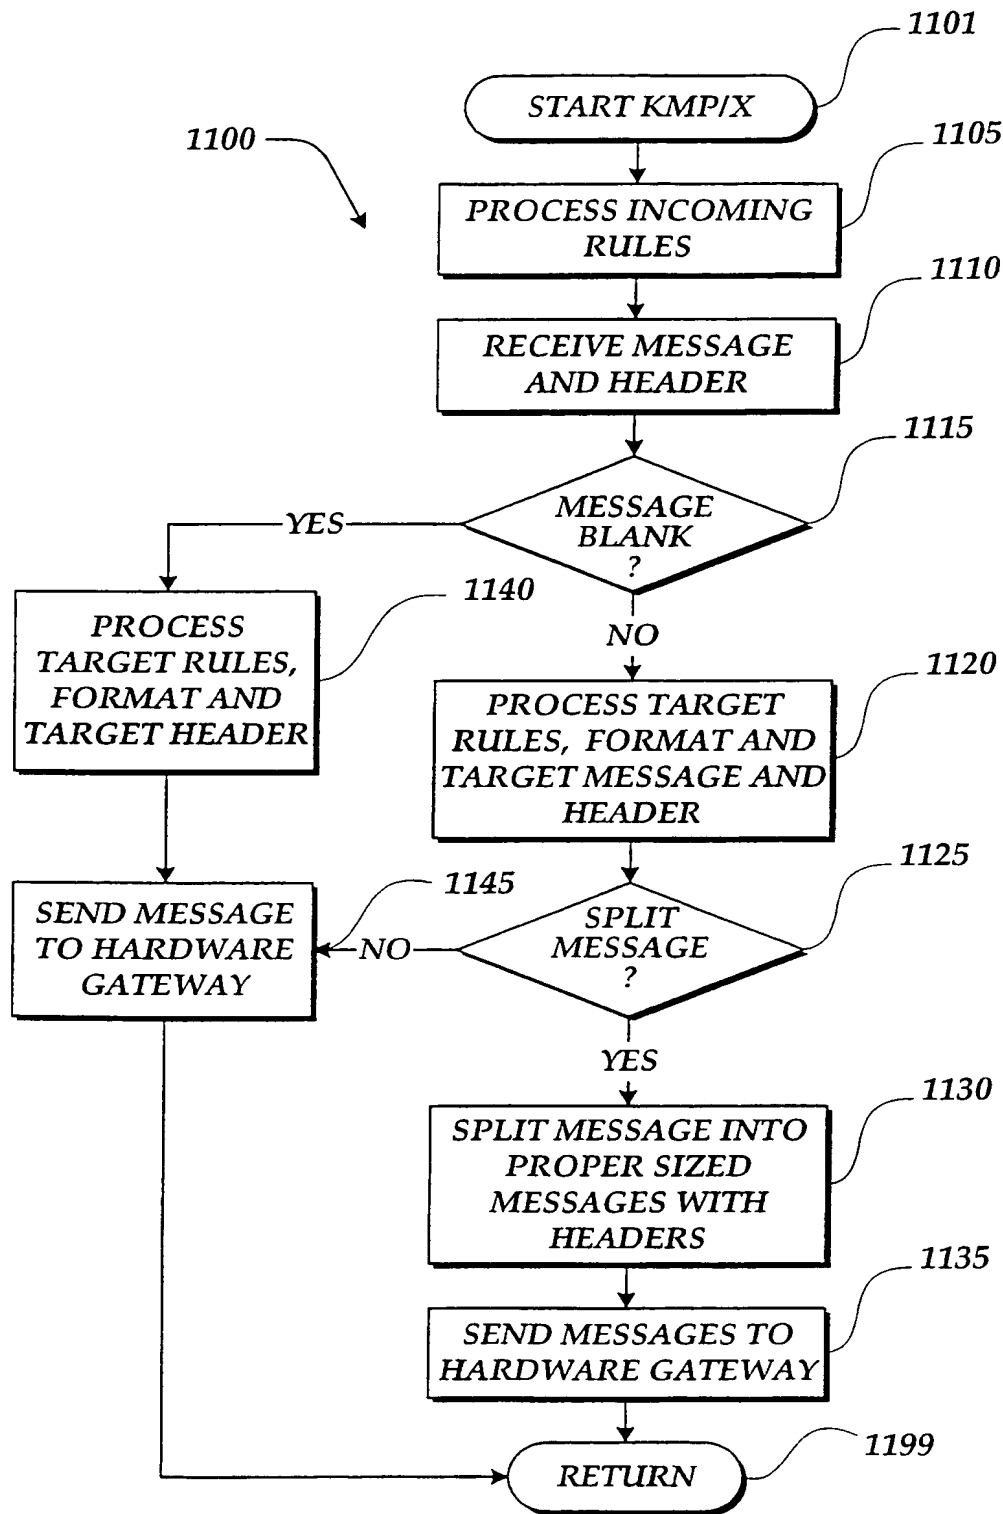 1101
START KMP/X
1100
1105
PROCESS INCOMING
RULES
1110
RECEIVE MESSAGE
AND HEADER
1115
MESSAGE
BLANK
?
YES
1140
PROCESS
TARGET RULES,
FORMAT AND
TARGET HEADER
NO
1120
PROCESS TARGET
RULES, FORMAT AND
TARGET MESSAGE AND
HEADER
1125
1145
SEND MESSAGE
TO HARDWARE
GATEWAY
NO
SPLIT
MESSAGE
?
YES
1130
SPLIT MESSAGE INTO
PROPER SIZED
MESSAGES WITH
HEADERS
1135
SEND MESSAGES TO
HARDWARE GATEWAY
1199
RETURN